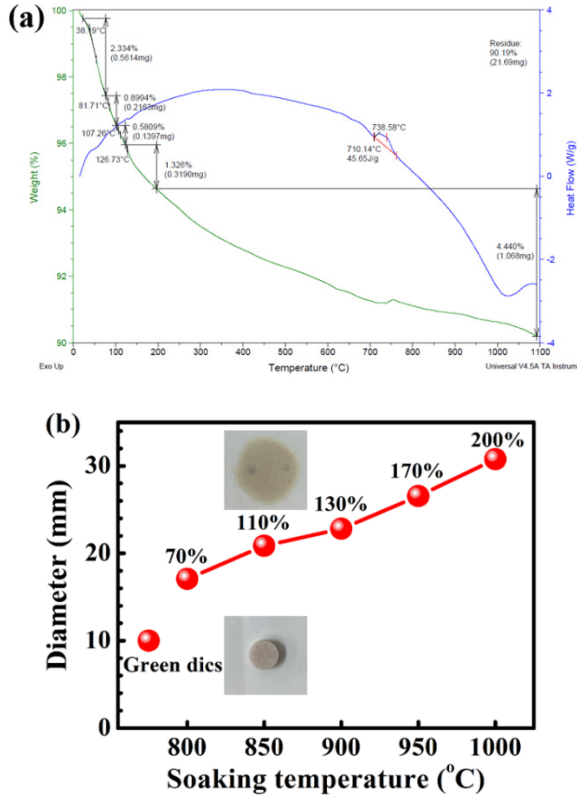 (a)
100
98
96
94
92
90
Weight (%)
38.19°C
2.334%
(0.5614mg)
81.71°C
0.8994%
(0.2163mg)
107.26°C
0.5809%
(0.1397mg)
126.73°C
1.326%
(0.3190mg)
738.58°C
710.14°C
45.65J/g
Residue:
90.19%
(21.69mg)
4.440%
(1.068mg)
4
2
0
-2
-4
Heat Flow (W/g)
0 100 200 300 400 500 600 700 800 900 1000 1100
Exo Up
Temperature (°C)
Universal V4.5A TA Instrum
(b)
Diameter (mm)
30
20
10
0
70%
110%
130%
170%
200%
Green dics
800 850 900 950 1000
Soaking temperature (°C)